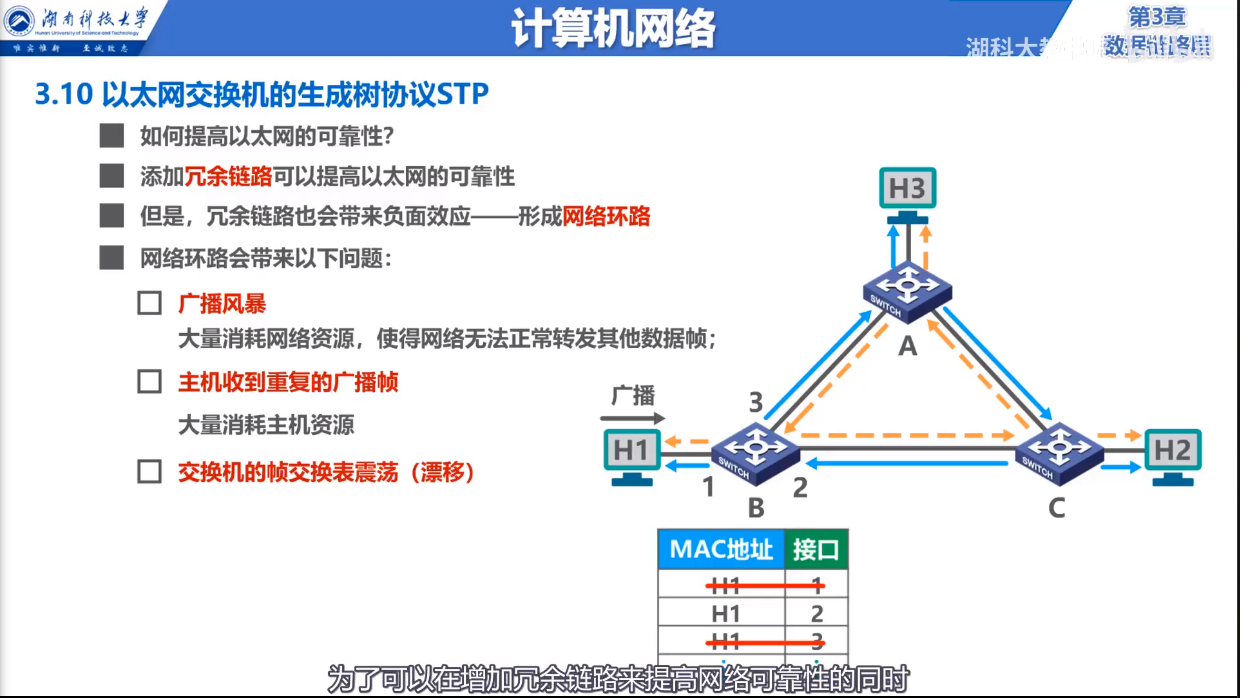 湖南科技大学
Hunan University of Science and Technology
唯实惟新 至诚致志
计算机网络
第3章
数据链路层
湖科大教
3.10 以太网交换机的生成树协议STP
如何提高以太网的可靠性？
添加冗余链路可以提高以太网的可靠性
但是，冗余链路也会带来负面效应——形成网络环路
网络环路会带来以下问题：
广播风暴
大量消耗网络资源，使得网络无法正常转发其他数据帧；
主机收到重复的广播帧
大量消耗主机资源
交换机的帧交换表震荡（漂移）
H3
SWITCH
A
广播
3
H1
SWITCH
1
2
B
SWITCH
C
H2
MAC地址 接口
H1 1
H1 2
H1 3
为了可以在增加冗余链路来提高网络可靠性的同时